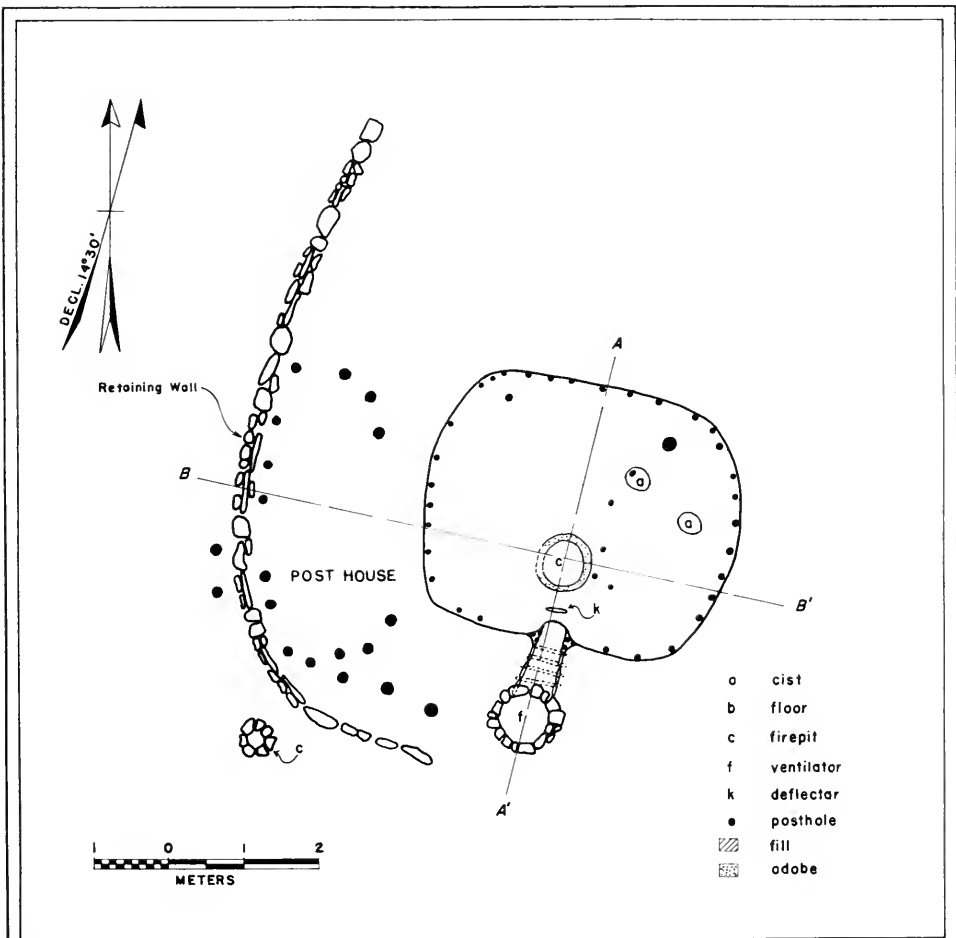 DECL. 14°30'
Retaining Wall
A
B
a
a
POST HOUSE
c
k
B'
f
c
A'
a cist
b floor
c firepit
f ventilator
k deflectar
posthole
fill
adobe
1 0 1 2
METERS